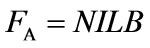 F_A = NILB